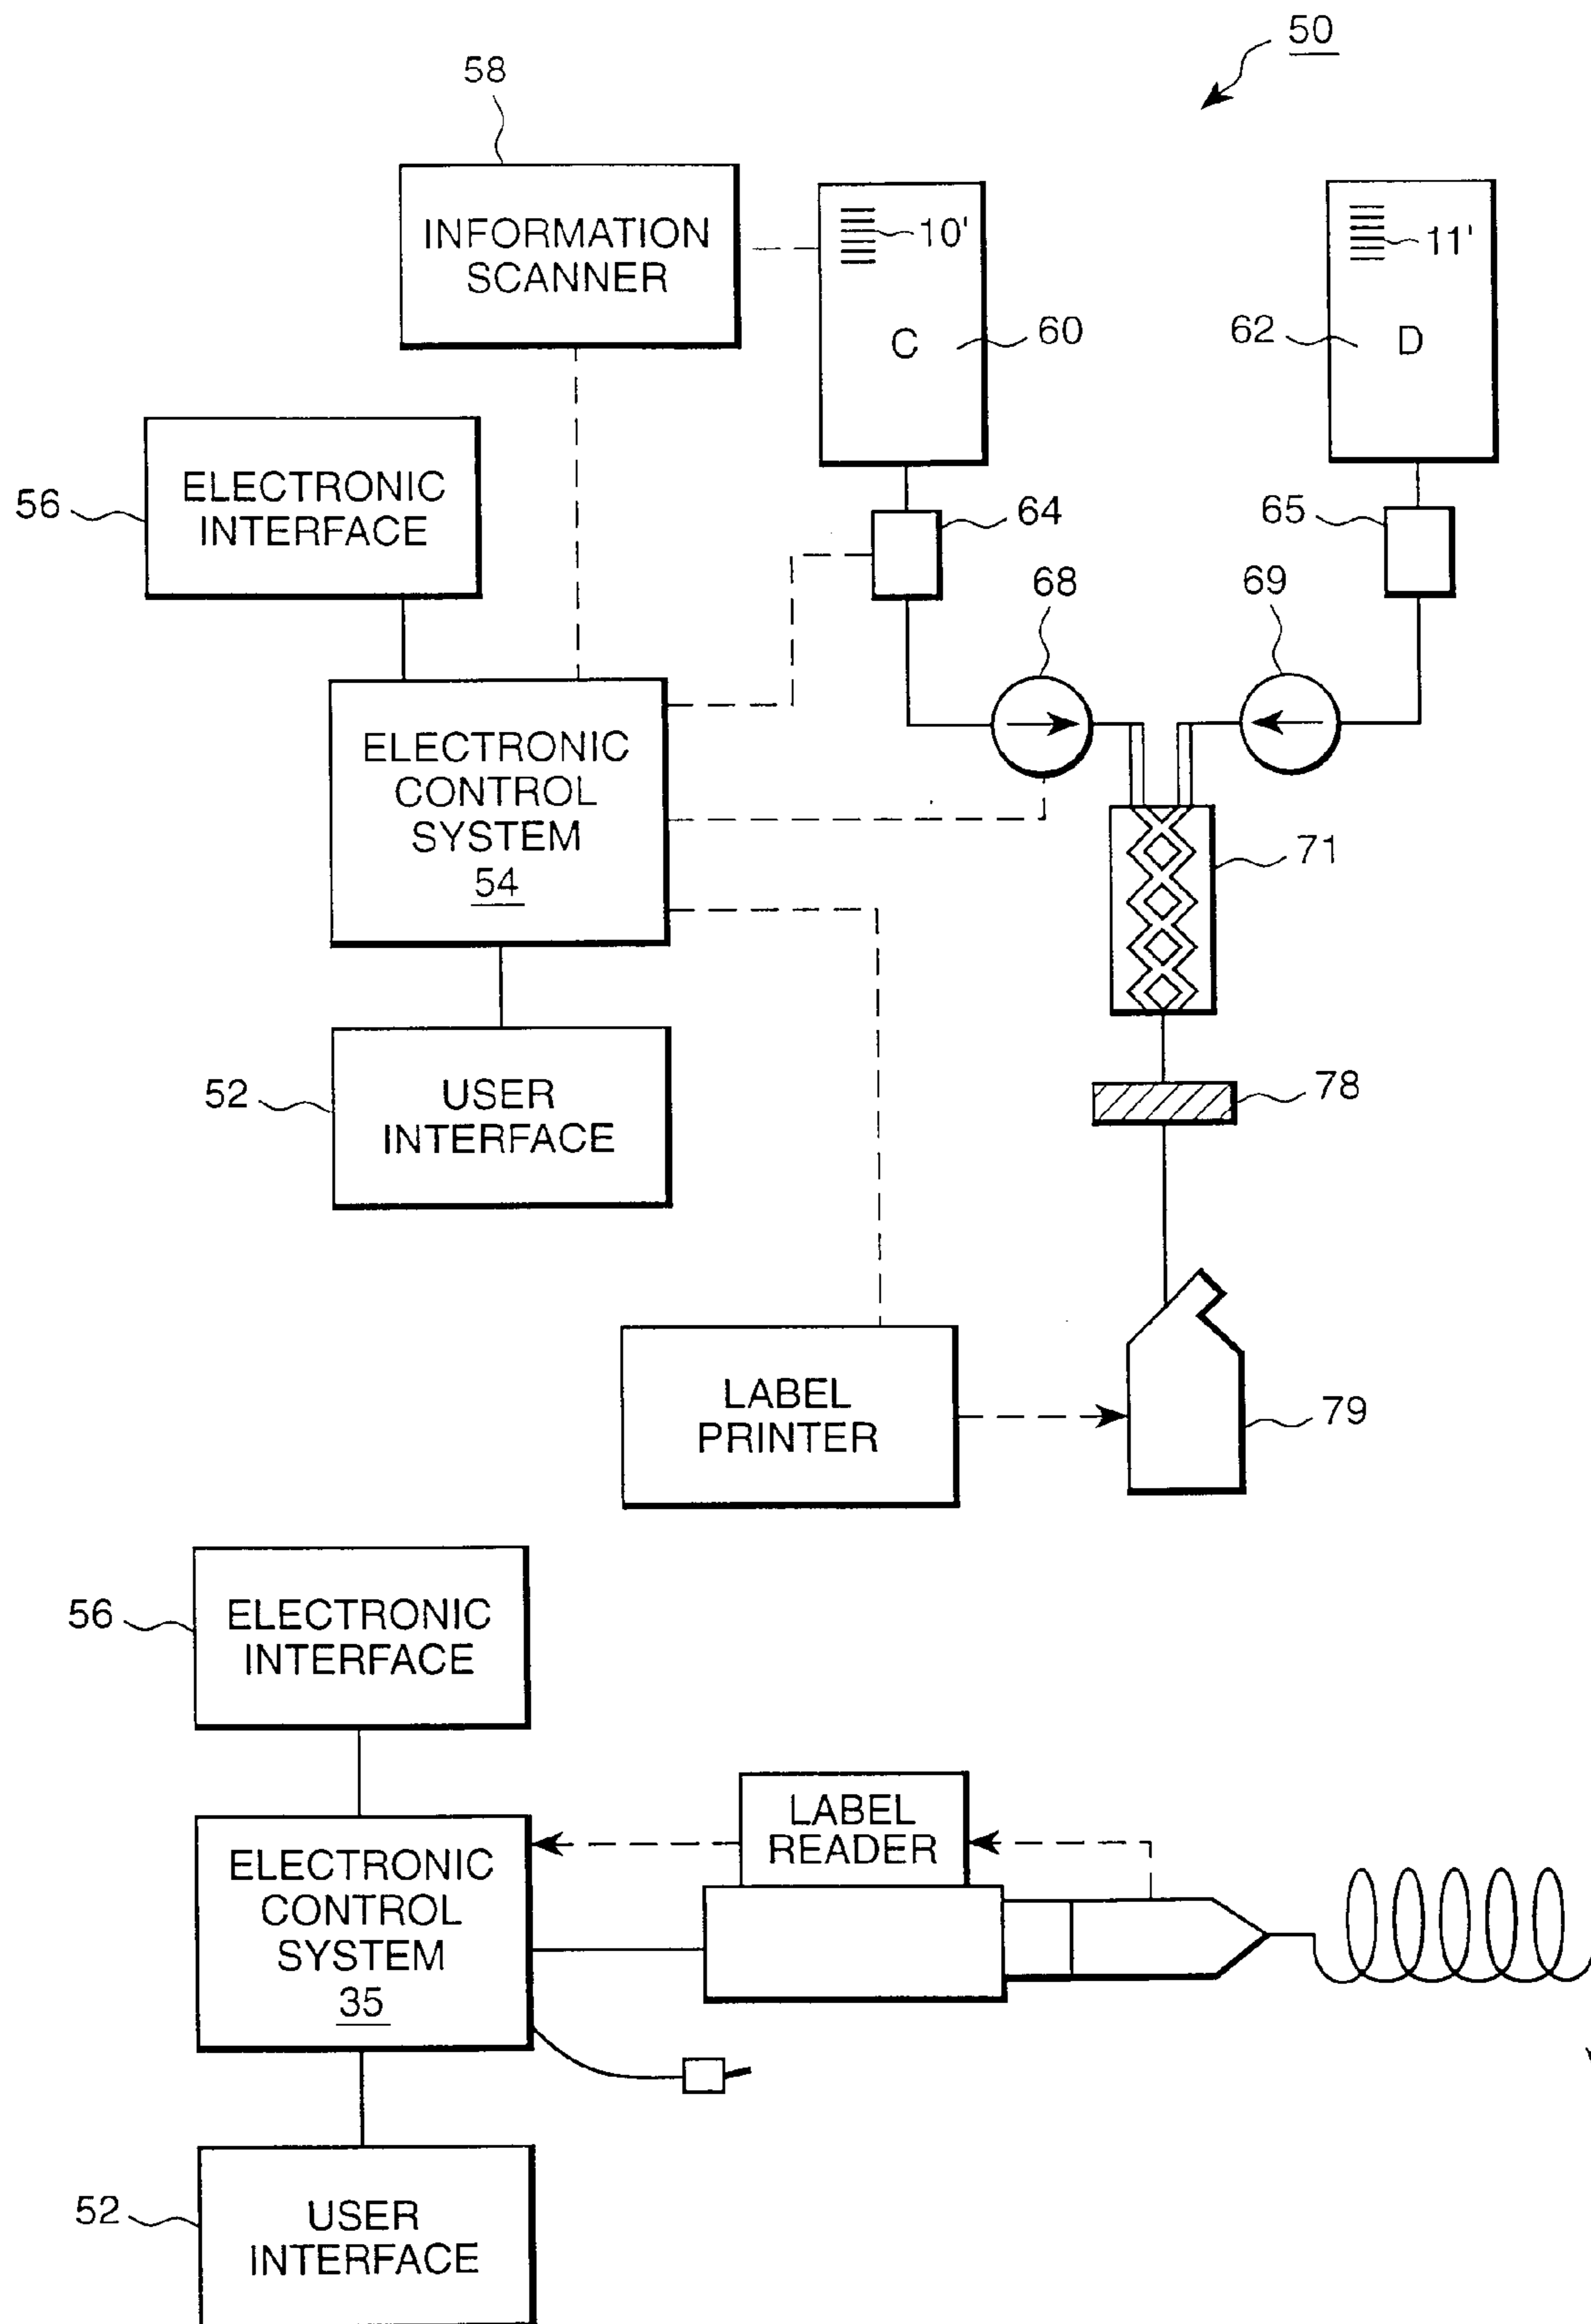 50
58
INFORMATION
SCANNER
10'
11'
C
60
62
D
ELECTRONIC
INTERFACE
56
64
65
68
69
ELECTRONIC
CONTROL
SYSTEM
54
71
USER
INTERFACE
52
78
LABEL
PRINTER
79
ELECTRONIC
INTERFACE
56
LABEL
READER
ELECTRONIC
CONTROL
SYSTEM
35
USER
INTERFACE
52